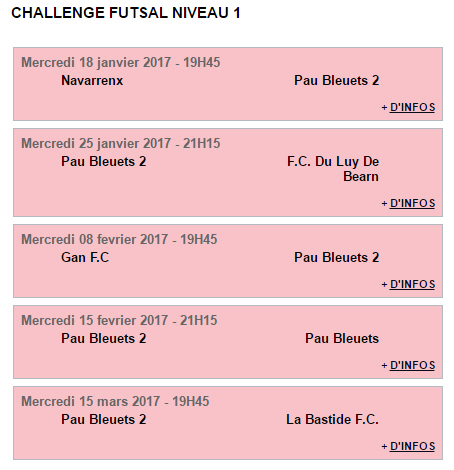 CHALLENGE FUTSAL NIVEAU 1
Mercredi 18 janvier 2017 - 19H45
Navarrenx Pau Bleuets 2
+ D'INFOS
Mercredi 25 janvier 2017 - 21H15
Pau Bleuets 2 F.C. Du Luy De
Bearn
+ D'INFOS
Mercredi 08 fevrier 2017 - 19H45
Gan F.C Pau Bleuets 2
+ D'INFOS
Mercredi 15 fevrier 2017 - 21H15
Pau Bleuets 2 Pau Bleuets
+ D'INFOS
Mercredi 15 mars 2017 - 19H45
Pau Bleuets 2 La Bastide F.C.
+ D'INFOS